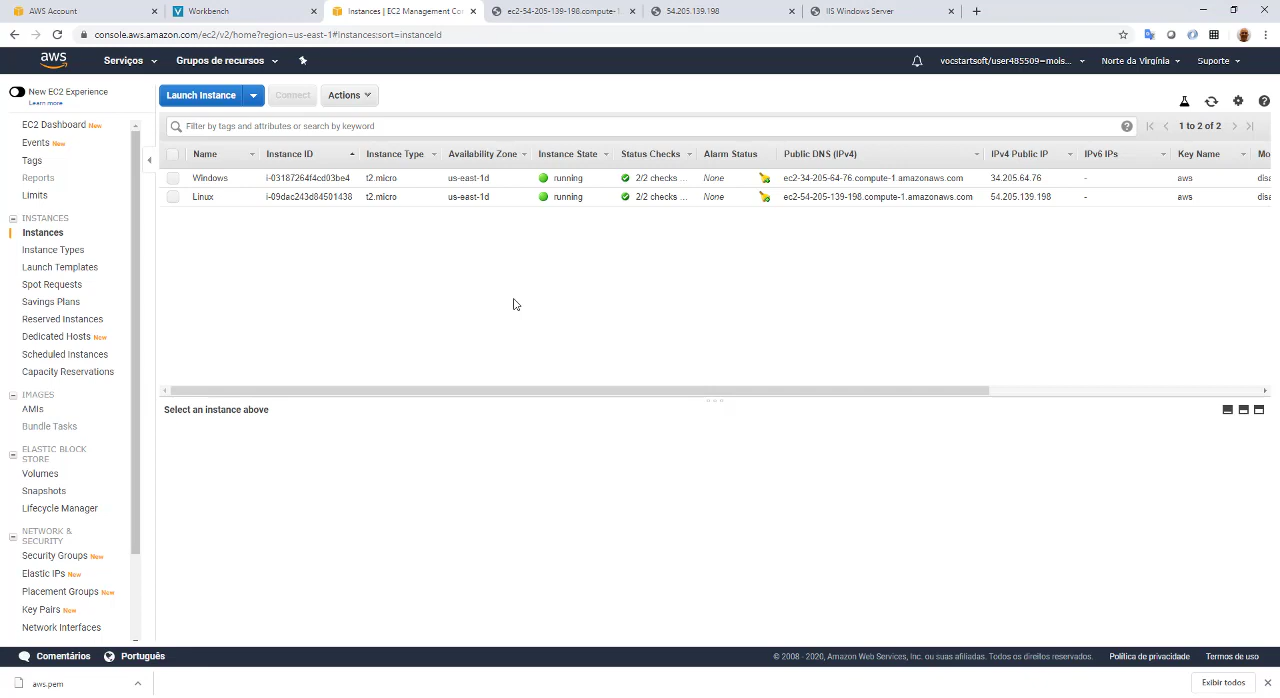 AWS Account
Workbench
Instances | EC2 Management Co
ec2-54-205-139-198.compute-1
54.205.139.198
IIS Windows Server
console.aws.amazon.com/ec2/v2/home?region=us-east-1#Instances:sort=instanceId
aws
Serviços
Grupos de recursos
vocstartsoft/user485509=mois...
Norte da Virgínia
Suporte
New EC2 Experience
Learn more
Launch Instance
Connect
Actions
Filter by tags and attributes or search by keyword
1 to 2 of 2
Name
Instance ID
Instance Type
Availability Zone
Instance State
Status Checks
Alarm Status
Public DNS (IPv4)
IPv4 Public IP
IPv6 IPs
Key Name
Mo
Windows
i-03187264f4cd03be4
t2.micro
us-east-1d
running
2/2 checks ...
None
ec2-34-205-64-76.compute-1.amazonaws.com
34.205.64.76
-
aws
disa
Linux
i-09dac243d84501438
t2.micro
us-east-1d
running
2/2 checks ...
None
ec2-54-205-139-198.compute-1.amazonaws.com
54.205.139.198
-
aws
disa
EC2 Dashboard New
Events New
Tags
Reports
Limits
INSTANCES
Instances
Instance Types
Launch Templates
Spot Requests
Savings Plans
Reserved Instances
Dedicated Hosts New
Scheduled Instances
Capacity Reservations
IMAGES
AMIs
Bundle Tasks
ELASTIC BLOCK
STORE
Volumes
Snapshots
Lifecycle Manager
NETWORK &
SECURITY
Security Groups New
Elastic IPs New
Placement Groups New
Key Pairs New
Network Interfaces
Select an instance above
Comentários
Português
© 2008 - 2020, Amazon Web Services, Inc. ou suas afiliadas. Todos os direitos reservados.
Política de privacidade
Termos de uso
aws.pem
Exibir todos